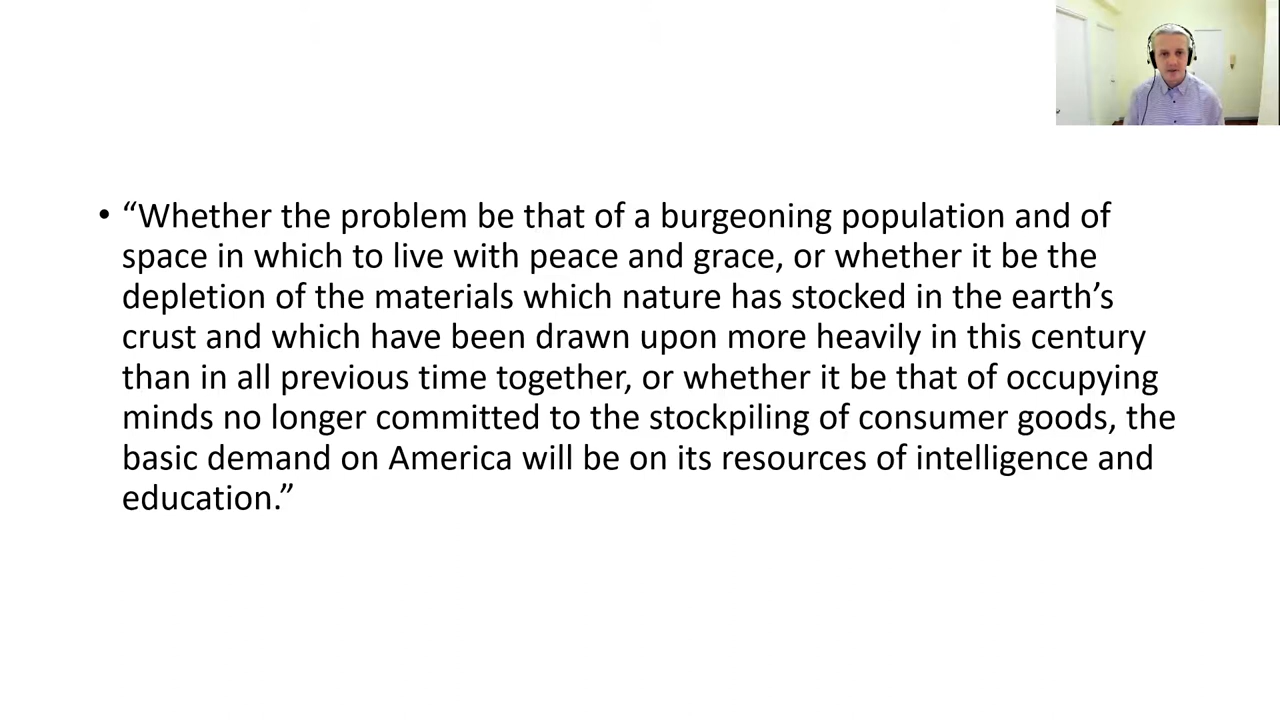 • “Whether the problem be that of a burgeoning population and of
space in which to live with peace and grace, or whether it be the
depletion of the materials which nature has stocked in the earth’s
crust and which have been drawn upon more heavily in this century
than in all previous time together, or whether it be that of occupying
minds no longer committed to the stockpiling of consumer goods, the
basic demand on America will be on its resources of intelligence and
education.”